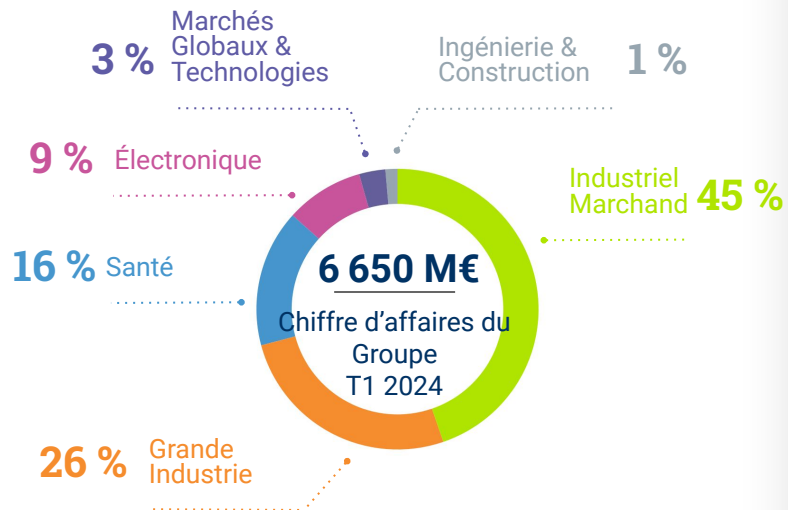 3 %
Marchés
Globaux &
Technologies
Ingénierie &
Construction
1 %
9 %
Électronique
Industriel
Marchand
45 %
16 %
Santé
6 650 M€
Chiffre d’affaires du
Groupe
T1 2024
26 %
Grande
Industrie